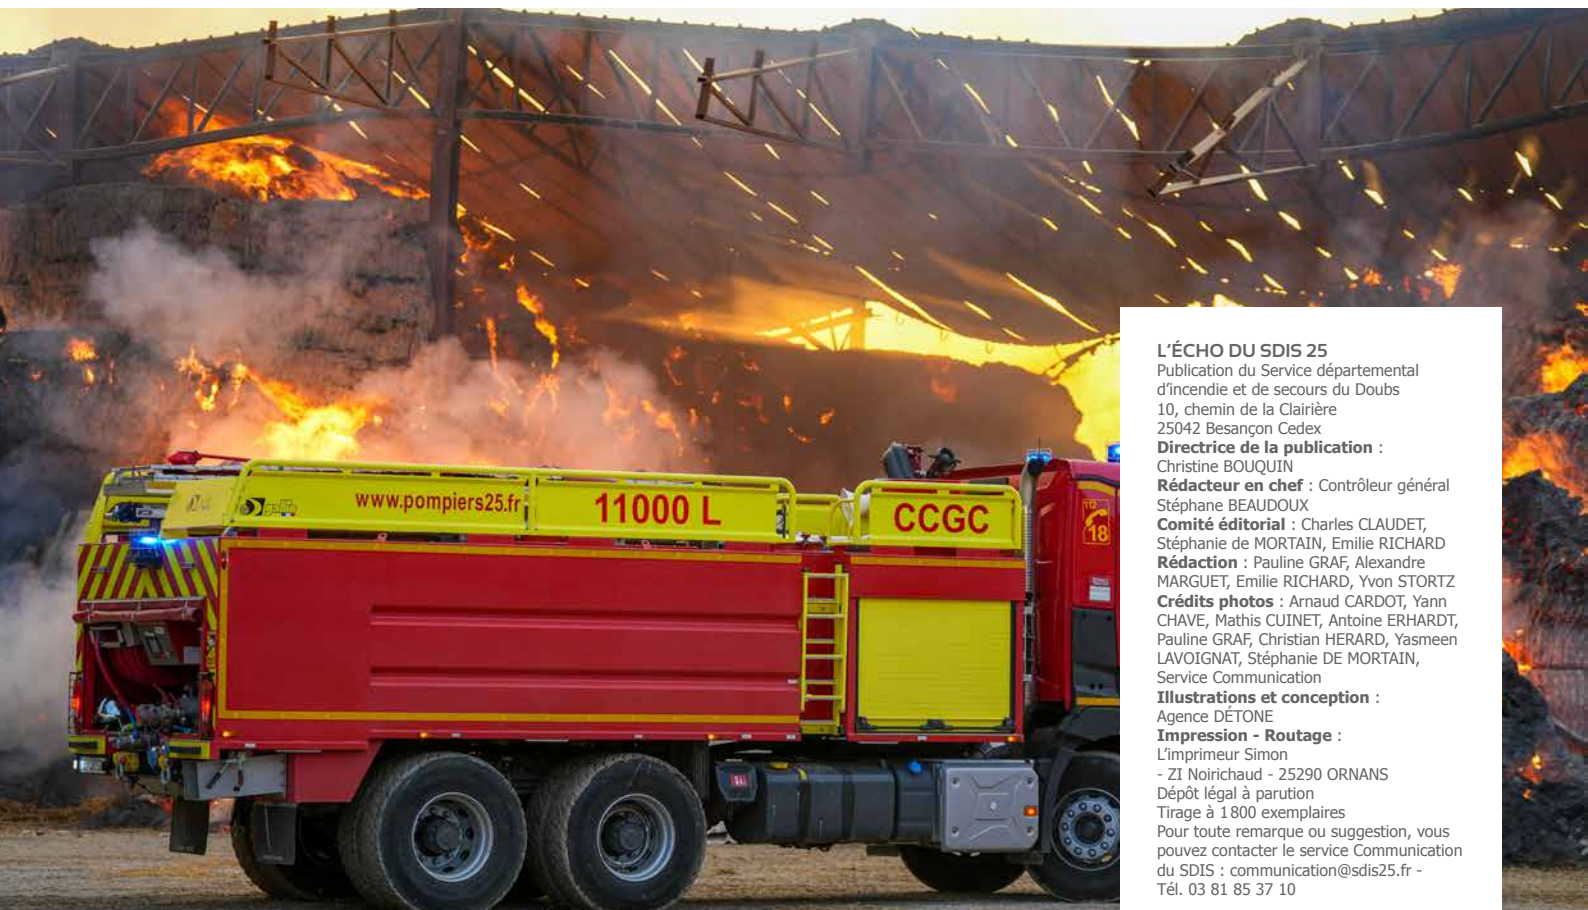 www.pompiers25.fr
11000 L
CCGC
112
18
L'ÉCHO DU SDIS 25
Publication du Service départemental
d'incendie et de secours du Doubs
10, chemin de la Clairière
25042 Besançon Cedex
Directrice de la publication :
Christine BOUQUIN
Rédacteur en chef : Contrôleur général
Stéphane BEAUDOUX
Comité éditorial : Charles CLAUDET,
Stéphanie de MORTAIN, Emilie RICHARD
Rédaction : Pauline GRAF, Alexandre
MARGUET, Emilie RICHARD, Yvon STORTZ
Crédits photos : Arnaud CARDOT, Yann
CHAVE, Mathis CUINET, Antoine ERHARDT,
Pauline GRAF, Christian HERARD, Yasmeen
LAVOIGNAT, Stéphanie DE MORTAIN,
Service Communication
Illustrations et conception :
Agence DÉTONE
Impression - Routage :
L'imprimeur Simon
- ZI Noirichaud - 25290 ORNANS
Dépôt légal à parution
Tirage à 1800 exemplaires
Pour toute remarque ou suggestion, vous
pouvez contacter le service Communication
du SDIS : communication@sdis25.fr -
Tél. 03 81 85 37 10